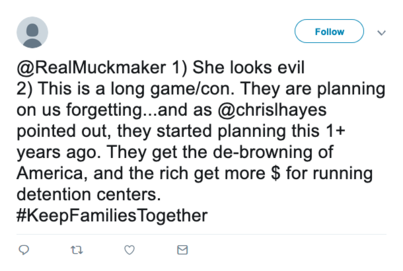 Follow
@RealMuckmaker 1) She looks evil
2) This is a long game/con. They are planning
on us forgetting...and as @chrislhayes
pointed out, they started planning this 1+
years ago. They get the de-browning of
America, and the rich get more $ for running
detention centers.
#KeepFamiliesTogether